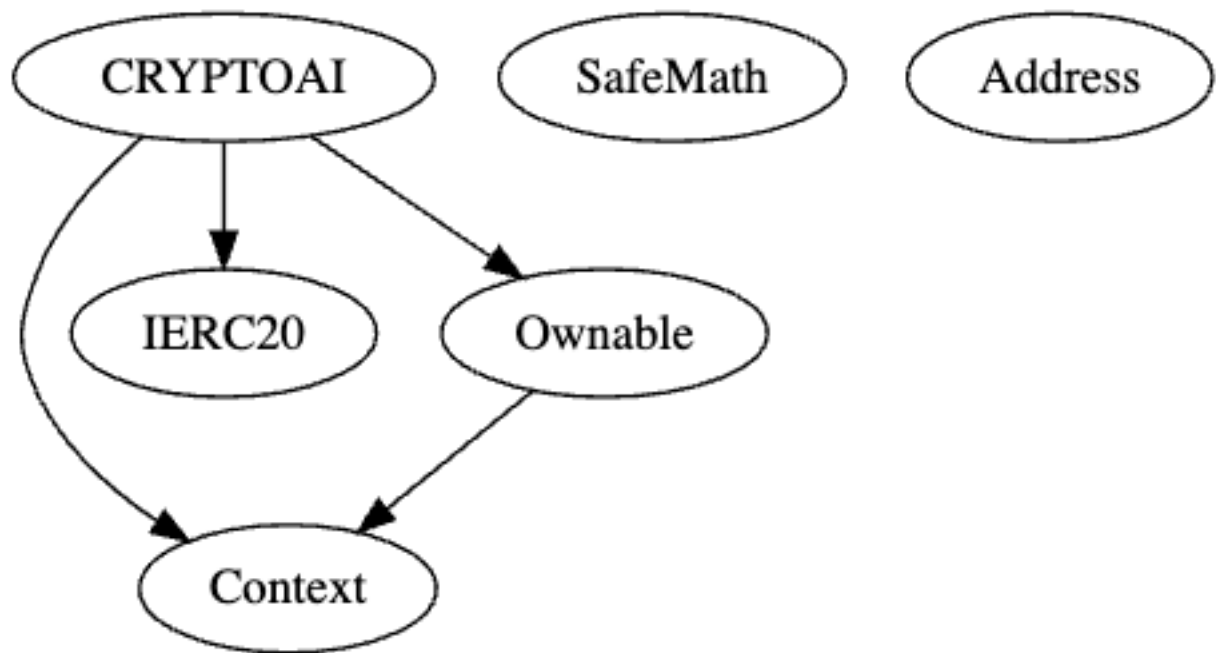 CRYPTOAI
SafeMath
Address
IERC20
Ownable
Context